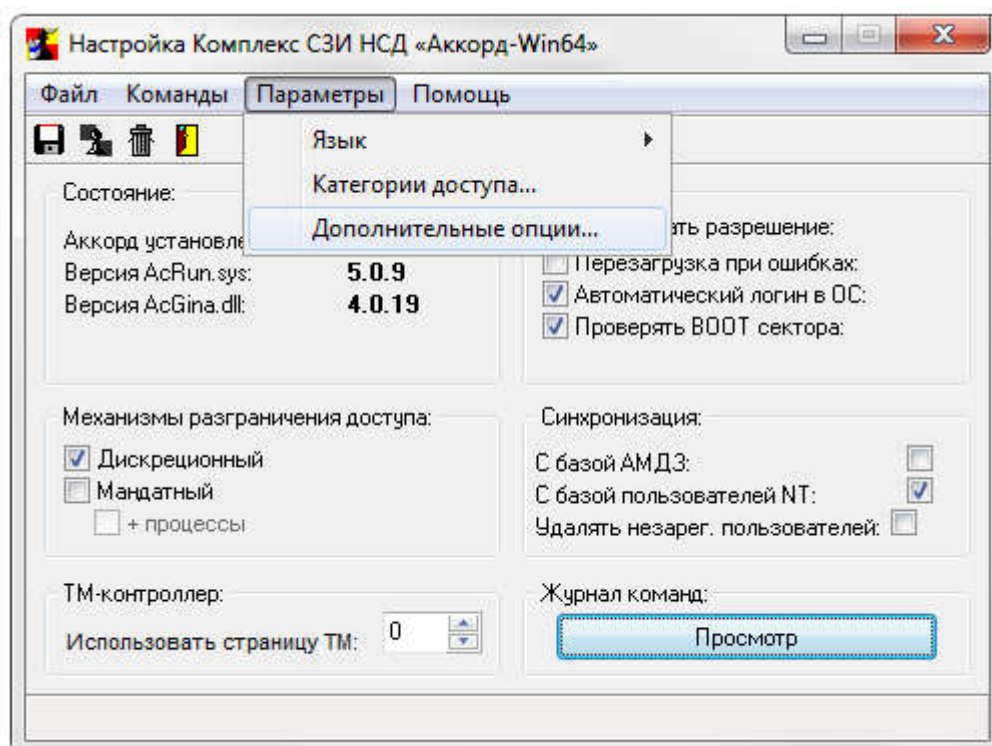 Настройка Комплекс СЗИ НСД «Аккорд-Win64»
Файл Команды Параметры Помощь
Язык
Категории доступа...
Дополнительные опции...
Состояние:
Аккорд
Версия AcRun.sys: 5.0.9
Версия AcGina.dll: 4.0.19
разрешение:
Перезагрузка при ошибках:
Автоматический логин в ОС:
Проверять BOOT сектора:
Механизмы разграничения доступа:
Дискреционный
Мандатный
+ процессы
Синхронизация:
С базой АМДЗ:
С базой пользователей NT:
Удалять незарег. пользователей:
ТМ-контроллер:
Использовать страницу ТМ: 0
Журнал команд:
Просмотр